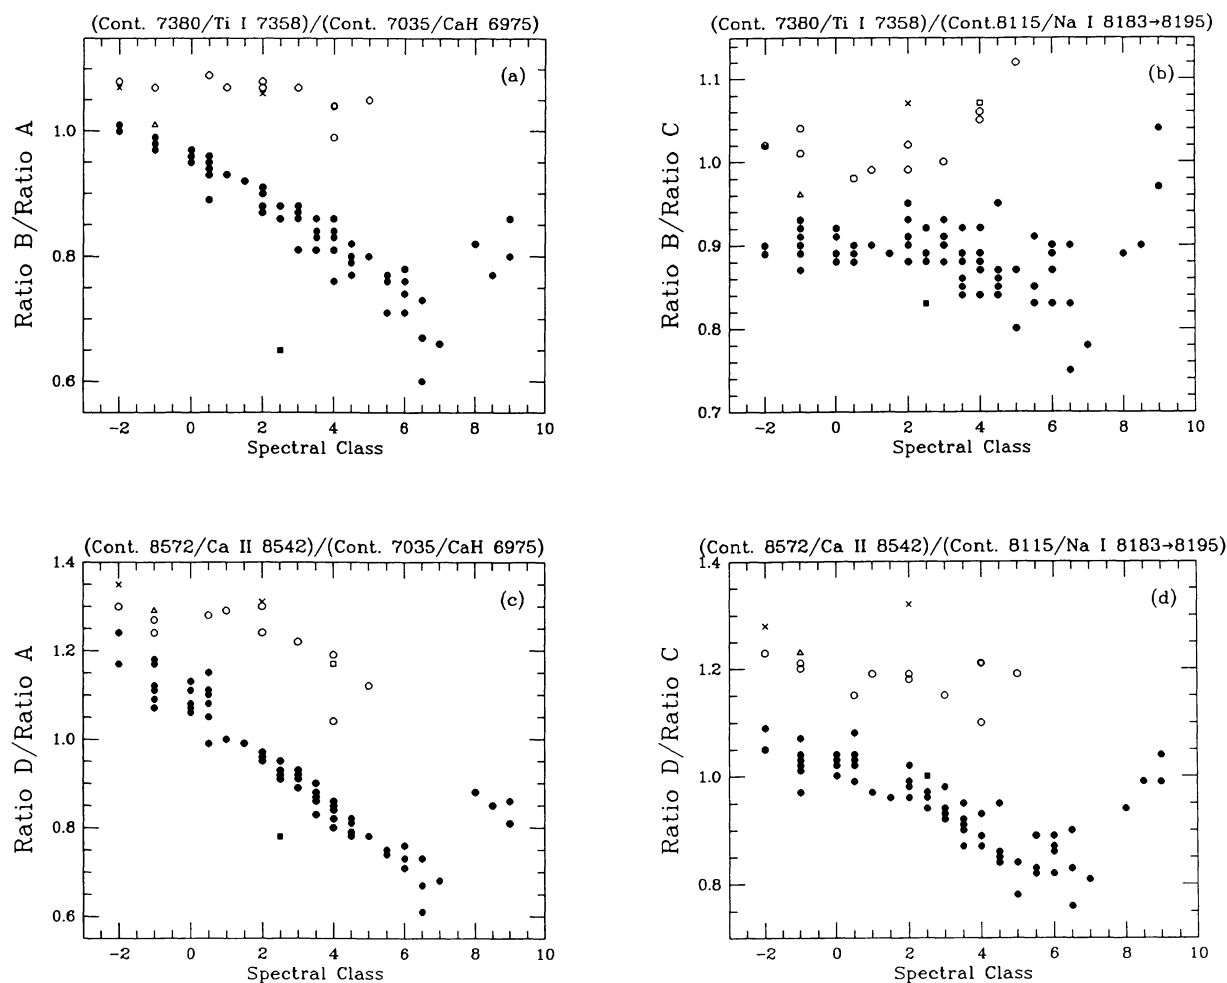 (Cont. 7380/Ti I 7358)/(Cont. 7035/CaH 6975)
(a)
1.0
0.8
0.6
Ratio B/Ratio A
-2 0 2 4 6 8 10
Spectral Class
(Cont. 7380/Ti I 7358)/(Cont.8115/Na I 8183→8195)
(b)
1.1
1.0
0.9
0.8
0.7
Ratio B/Ratio C
-2 0 2 4 6 8 10
Spectral Class
(Cont. 8572/Ca II 8542)/(Cont. 7035/CaH 6975)
(c)
1.4
1.2
1.0
0.8
0.6
Ratio D/Ratio A
-2 0 2 4 6 8 10
Spectral Class
(Cont. 8572/Ca II 8542)/(Cont. 8115/Na I 8183→8195)
(d)
1.4
1.2
1.0
0.8
Ratio D/Ratio C
-2 0 2 4 6 8 10
Spectral Class